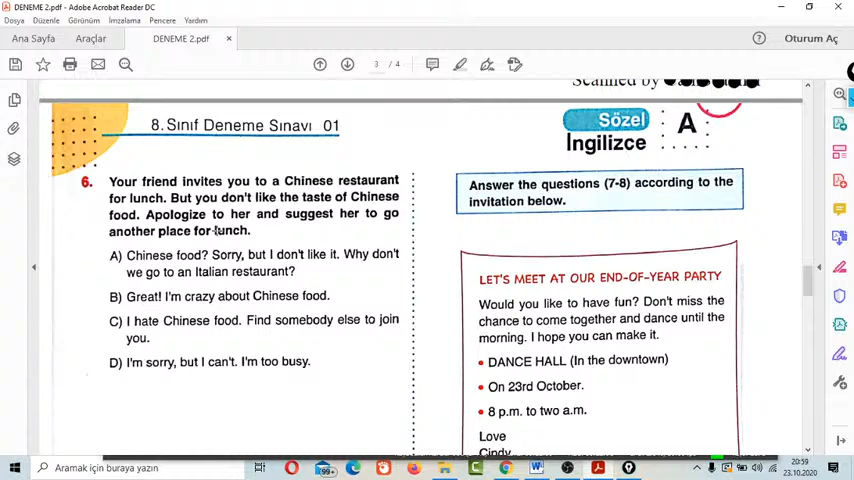 DENEME 2.pdf - Adobe Acrobat Reader DC
Dosya Düzenle Görünüm İmzalama Pencere Yardım
Ana Sayfa Araçlar DENEME 2.pdf × Oturum Aç
3 / 4
Scanned by
8.Sınıf Deneme Sınavı 01
Sözel
İngilizce
A
6. Your friend invites you to a Chinese restaurant
for lunch. But you don't like the taste of Chinese
food. Apologize to her and suggest her to go
another place for lunch.
A) Chinese food? Sorry, but I don't like it. Why don't
we go to an Italian restaurant?
B) Great! I'm crazy about Chinese food.
C) I hate Chinese food. Find somebody else to join
you.
D) I'm sorry, but I can't. I'm too busy.
Answer the questions (7-8) according to the
invitation below.
LET'S MEET AT OUR END-OF-YEAR PARTY
Would you like to have fun? Don't miss the
chance to come together and dance until the
morning. I hope you can make it.
• DANCE HALL (In the downtown)
• On 23rd October.
• 8 p.m. to two a.m.
Love
Cindy
Aramak için buraya yazın
99+
20:59
23.10.2020